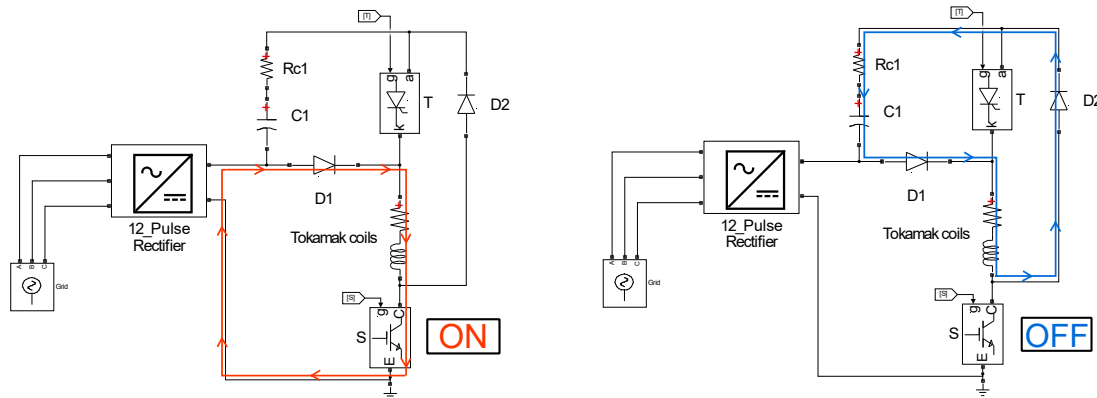 [T]
Rc1
g
a
T
k
D2
C1
D1
12_Pulse
Rectifier
Tokamak coils
A
B
C
Grid
[S]
g
C
S
E
ON
[T]
Rc1
g
a
T
k
D2
C1
D1
12_Pulse
Rectifier
Tokamak coils
A
B
C
Grid
[S]
g
C
S
E
OFF